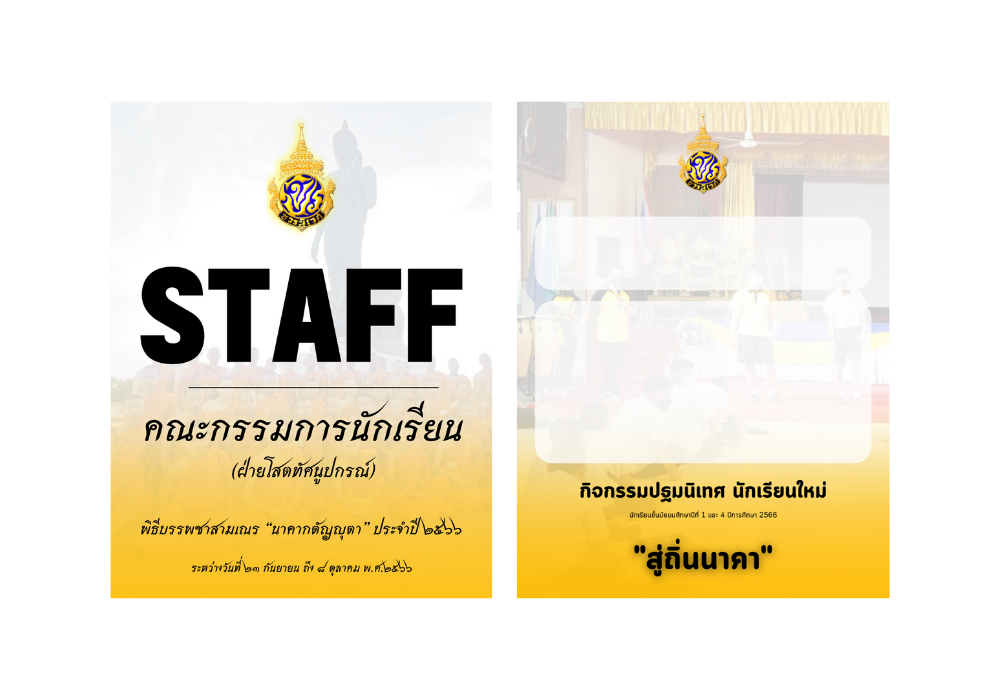 STAFF
คณะกรรมการนักเรียน
(ฝ่ายโสตทัศนูปกรณ์)
พิธีบรรพชาสามเณร “นาคากตัญญุตา” ประจำปี ๒๕๖๖
ระหว่างวันที่ ๒๓ กันยายน ถึง ๘ ตุลาคม พ.ศ.๒๕๖๖
กิจกรรมปฐมนิเทศ นักเรียนใหม่
นักเรียนชั้นมัธยมศึกษาปีที่ 1 และ 4 ปีการศึกษา 2566
"สู่ถิ่นนาคา"